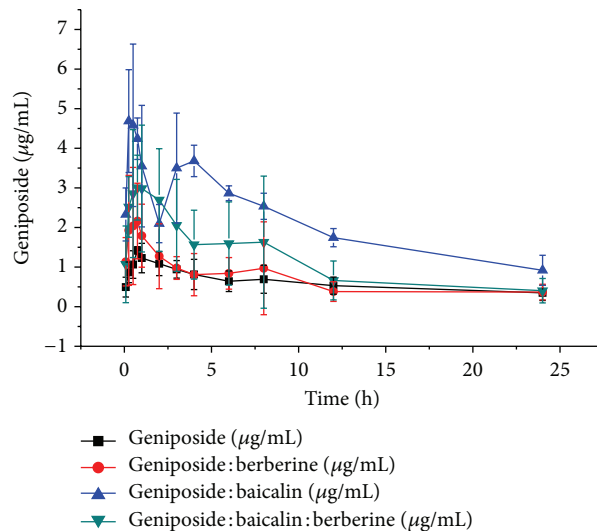 7
6
5
4
3
2
1
0
−1
Geniposide (μg/mL)
0 5 10 15 20 25
Time (h)
Geniposide (μg/mL)
Geniposide : berberine (μg/mL)
Geniposide : baicalin (μg/mL)
Geniposide : baicalin : berberine (μg/mL)